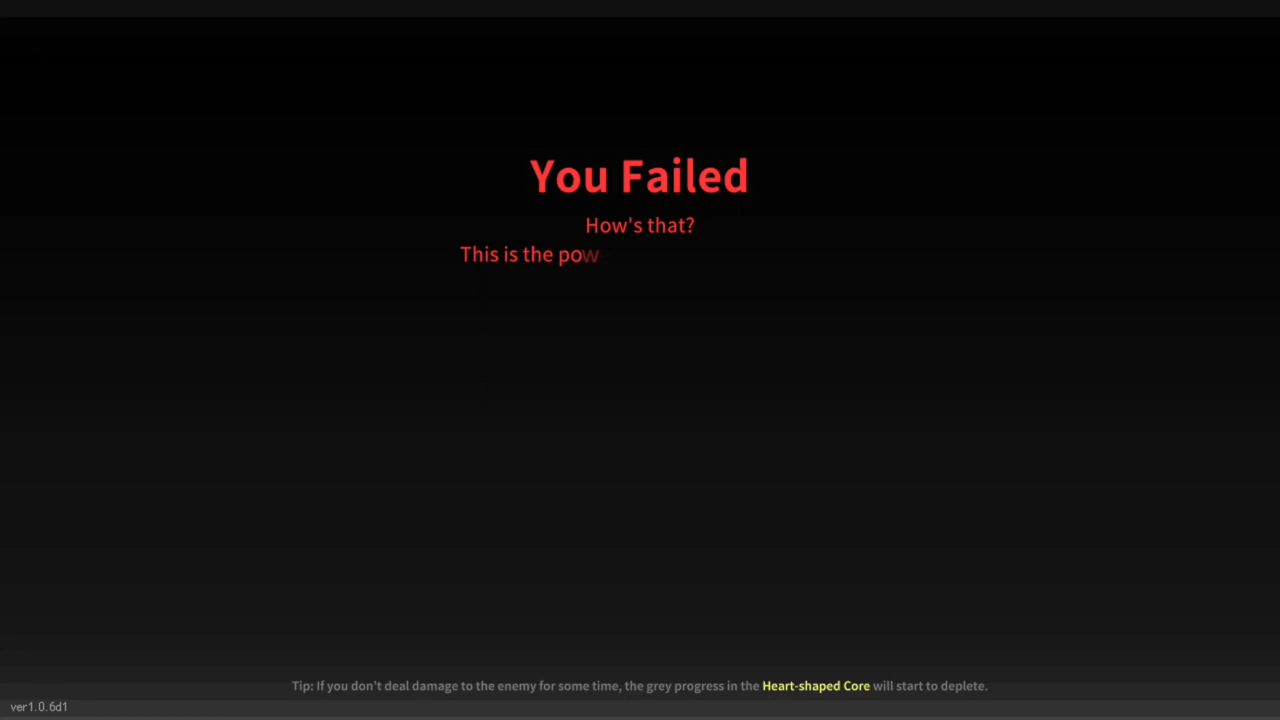 You Failed
How's that?
This is the pow
Tip: If you don't deal damage to the enemy for some time, the grey progress in the Heart-shaped Core will start to deplete.
ver1.0.6d1